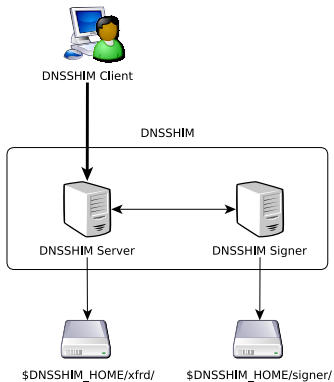 DNSSHIM Client
DNSSHIM
DNSSHIM Server
DNSSHIM Signer
$DNSSHIM_HOME/xfrd/
$DNSSHIM_HOME/signer/